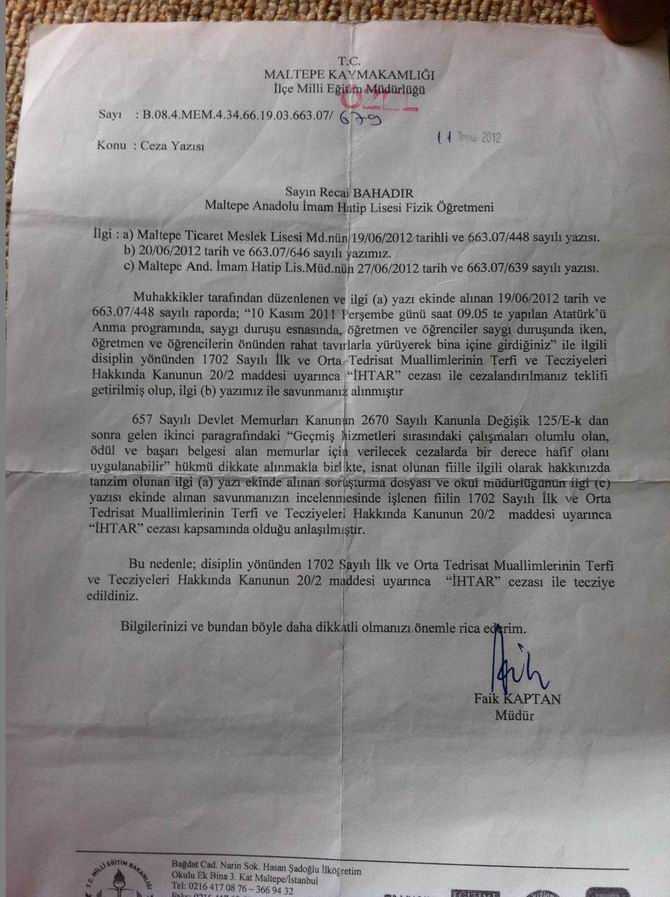 T.C.
MALTEPE KAYMAKAMLIĞI
İlçe Milli Eğitim Müdürlüğü
Sayı : B.08.4.MEM.4.34.66.19.03.663.07/ 679
11 Temmuz 2012
Konu : Ceza Yazısı
Sayın Recai BAHADIR
Maltepe Anadolu İmam Hatip Lisesi Fizik Öğretmeni
İlgi : a) Maltepe Ticaret Meslek Lisesi Md.nün 19/06/2012 tarihli ve 663.07/448 sayılı yazısı.
b) 20/06/2012 tarih ve 663.07/646 sayılı yazımız.
c) Maltepe And. İmam Hatip Lis.Müd.nün 27/06/2012 tarih ve 663.07/639 sayılı yazısı.
Muhakkikler tarafından düzenlenen ve ilgi (a) yazı ekinde alınan 19/06/2012 tarih ve
663.07/448 sayılı raporda; “10 Kasım 2011 Perşembe günü saat 09.05 te yapılan Atatürk’ü
Anma programında, saygı duruşu esnasında, öğretmen ve öğrenciler saygı duruşunda iken,
öğretmen ve öğrencilerin önünden rahat tavırlarla yürüyerek bina içine girdiğiniz” ile ilgili
disiplin yönünden 1702 Sayılı İlk ve Orta Tedrisat Muallimlerinin Terfi ve Tecziyeleri
Hakkında Kanunun 20/2 maddesi uyarınca “İHTAR” cezası ile cezalandırılmanız teklifi
getirilmiş olup, ilgi (b) yazımız ile savunmanız alınmıştır
657 Sayılı Devlet Memurları Kanunun 2670 Sayılı Kanunla Değişik 125/E-k dan
sonra gelen ikinci paragrafındaki “Geçmiş hizmetleri sırasındaki çalışmaları olumlu olan,
ödül ve başarı belgesi alan memurlar için verilecek cezalarda bir derece hafif olanı
uygulanabilir” hükmü dikkate alınmakla birlikte, isnat olunan fiille ilgili olarak hakkınızda
tanzim olunan ilgi (a) yazı ekinde alınan soruşturma dosyası ve okul müdürlüğünün ilgi (c)
yazısı ekinde alınan savunmanızın incelenmesinde işlenen fiilin 1702 Sayılı İlk ve Orta
Tedrisat Muallimlerinin Terfi ve Tecziyeleri Hakkında Kanunun 20/2 maddesi uyarınca
“İHTAR” cezası kapsamında olduğu anlaşılmıştır.
Bu nedenle; disiplin yönünden 1702 Sayılı İlk ve Orta Tedrisat Muallimlerinin Terfi
ve Tecziyeleri Hakkında Kanunun 20/2 maddesi uyarınca “İHTAR” cezası ile tecziye
edildiniz.
Bilgilerinizi ve bundan böyle daha dikkatli olmanızı önemle rica ederim.
Faik KAPTAN
Müdür
T.C. MİLLİ EĞİTİM BAKANLIĞI
Bağdat Cad. Narin Sok. Hasan Şadoğlu İlköğretim
Okulu Ek Bina 3. Kat Maltepe/İstanbul
Tel: 0216 417 08 76 – 366 94 32